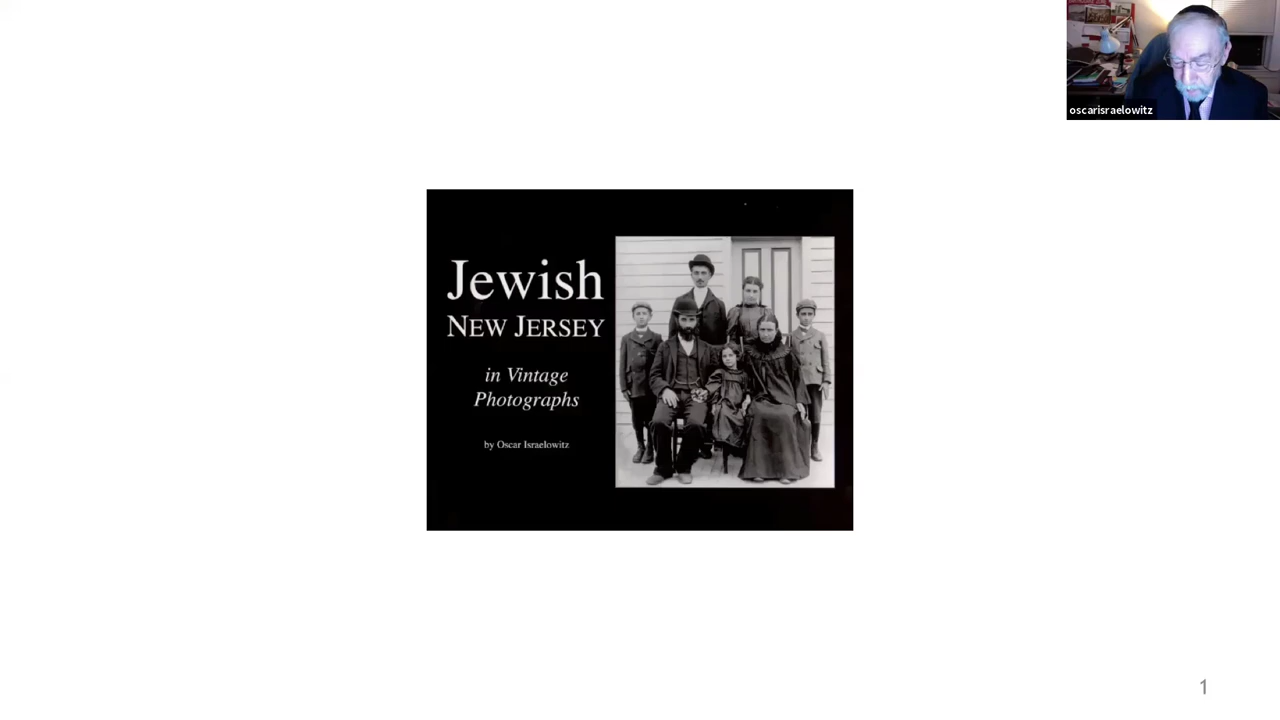 oscarisraelowitz
Jewish
NEW JERSEY
in Vintage
Photographs
by Oscar Israelowitz
1